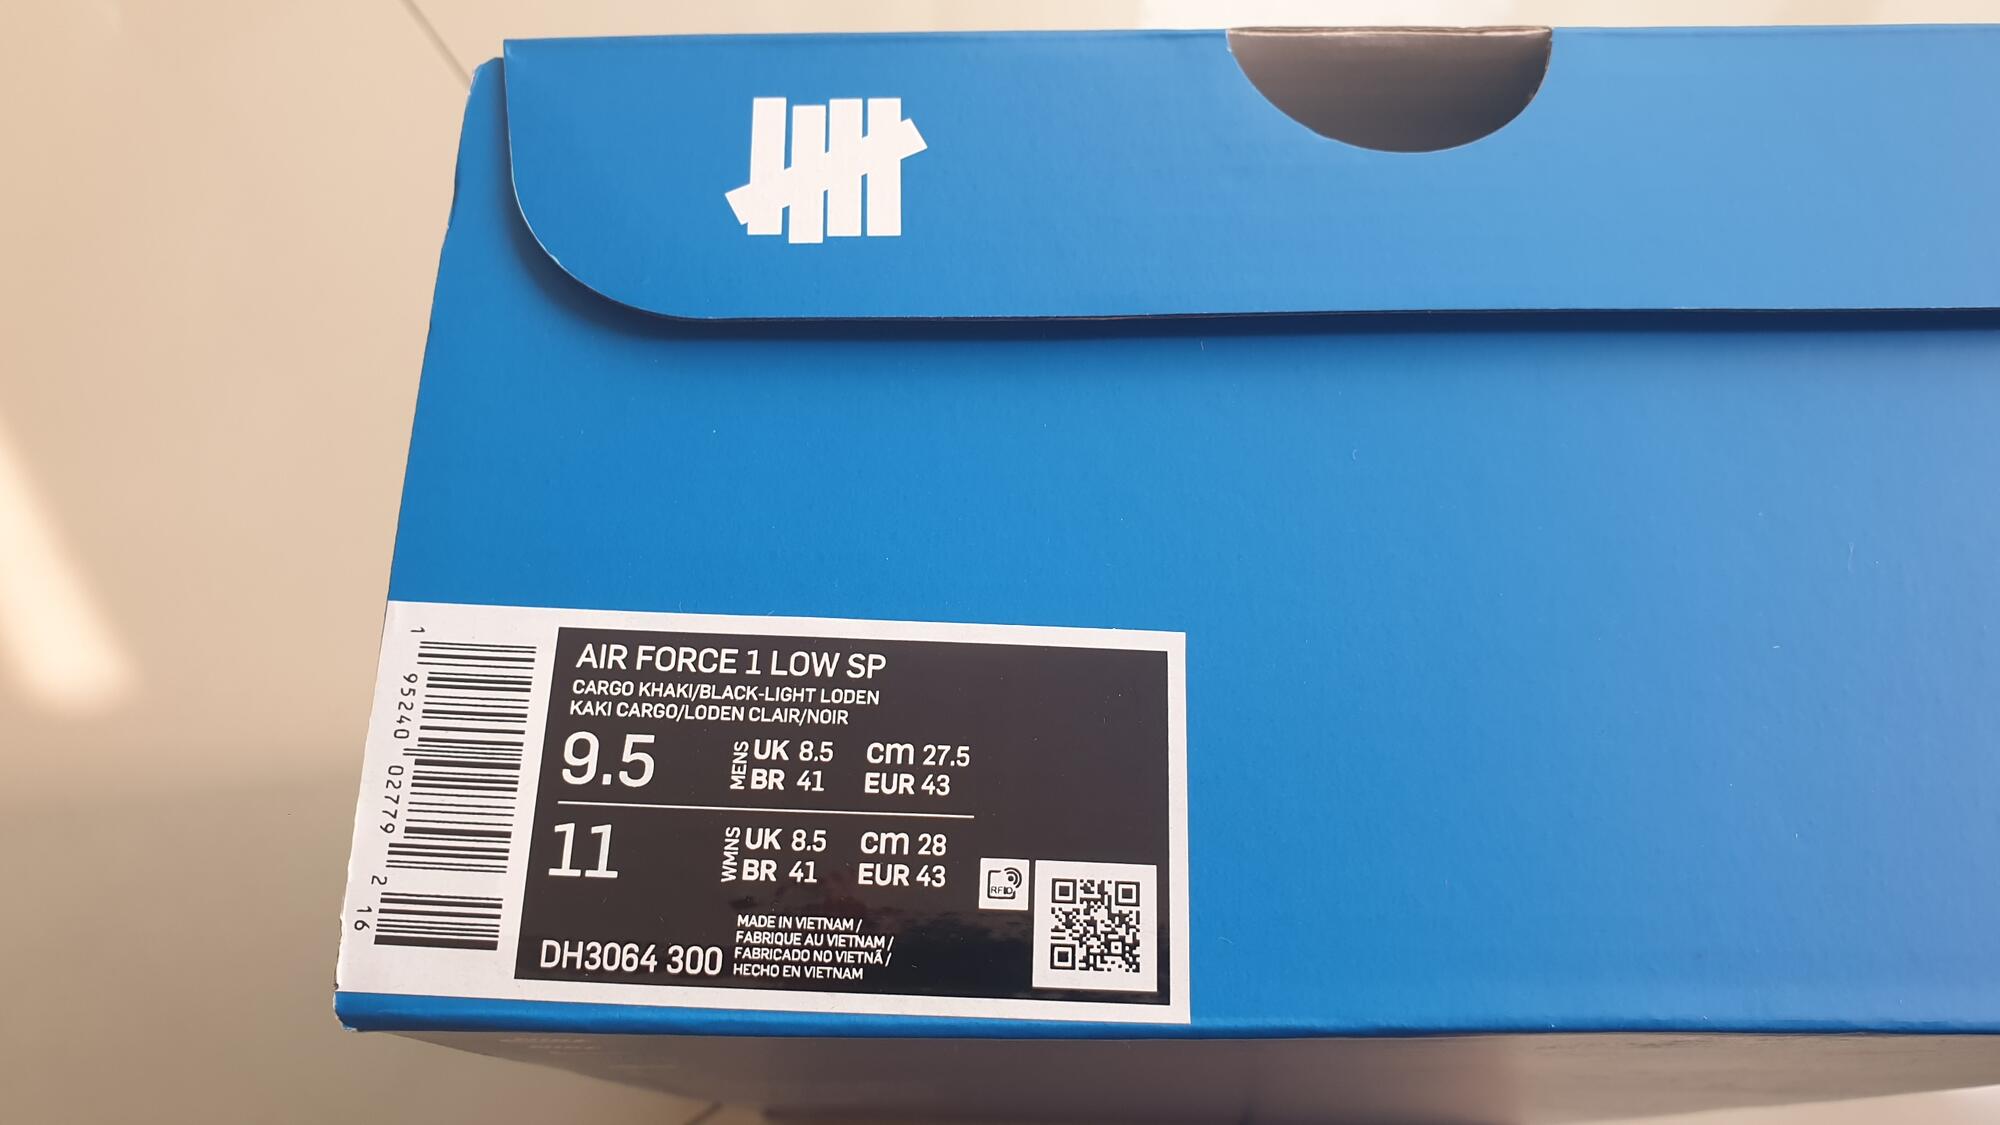 AIR FORCE 1 LOW SP
CARGO KHAKI/BLACK-LIGHT LODEN
KAKI CARGO/LODEN CLAIR/NOIR
9.5 MENS UK 8.5 cm 27.5
BR 41 EUR 43
11 WMNS UK 8.5 cm 28
BR 41 EUR 43
RFID
MADE IN VIETNAM /
FABRIQUE AU VIETNAM /
FABRICADO NO VIETNÃ /
HECHO EN VIETNAM
DH3064 300
1 95240 02779 2 16